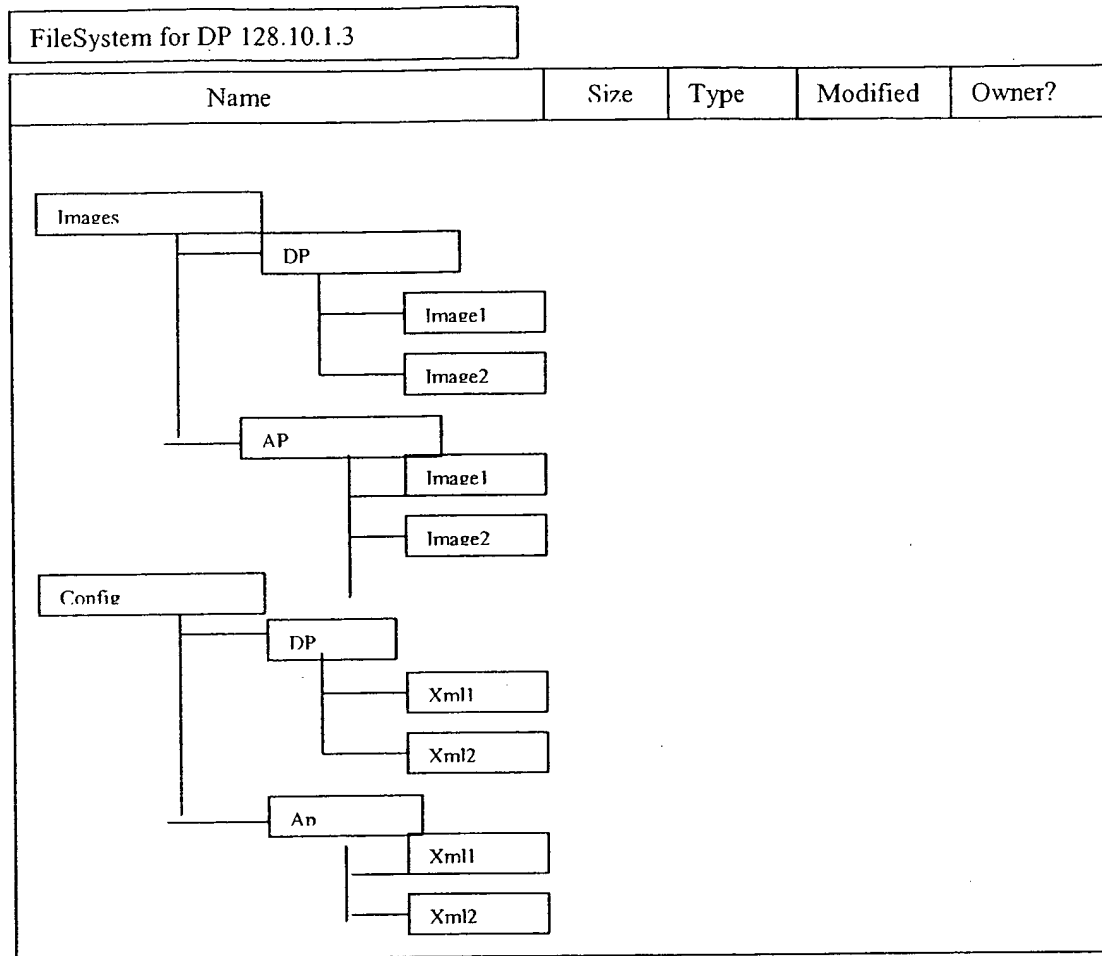 FileSystem for DP 128.10.1.3
Name Size Type Modified Owner?
Images
DP
Image1
Image2
AP
Image1
Image2
Config
DP
Xml1
Xml2
Ap
Xml1
Xml2